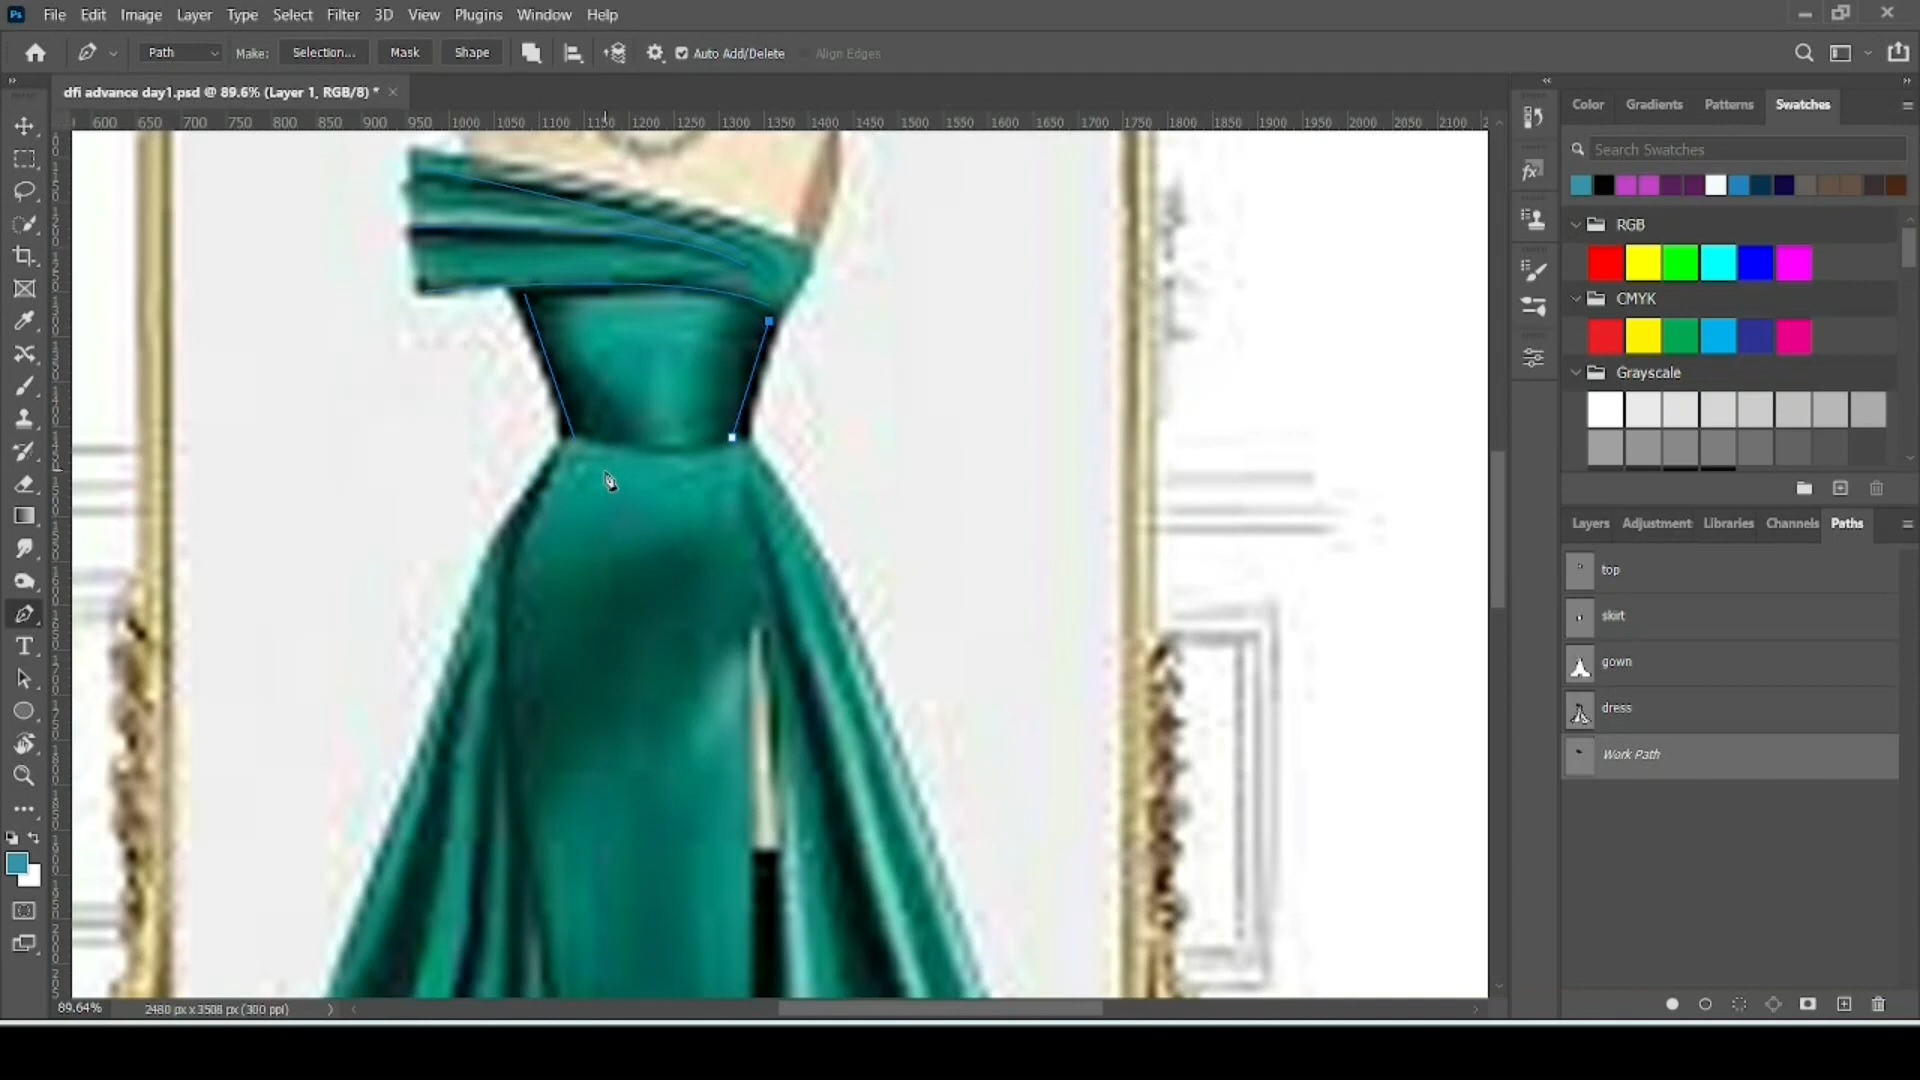 Ps File Edit Image Layer Type Select Filter 3D View Plugins Window Help
Path Make: Selection... Mask Shape Auto Add/Delete Align Edges
dfi advance day1.psd @ 89.6% (Layer 1, RGB/8) *
600 650 700 750 800 850 900 950 1000 1050 1100 1150 1200 1250 1300 1350 1400 1450 1500 1550 1600 1650 1700 1750 1800 1850 1900 1950 2000 2050 2100
Color Gradients Patterns Swatches
Search Swatches
RGB
CMYK
Grayscale
Layers Adjustment Libraries Channels Paths
top
skirt
gown
dress
Work Path
89.64% 2480 px x 3508 px (300 ppi)